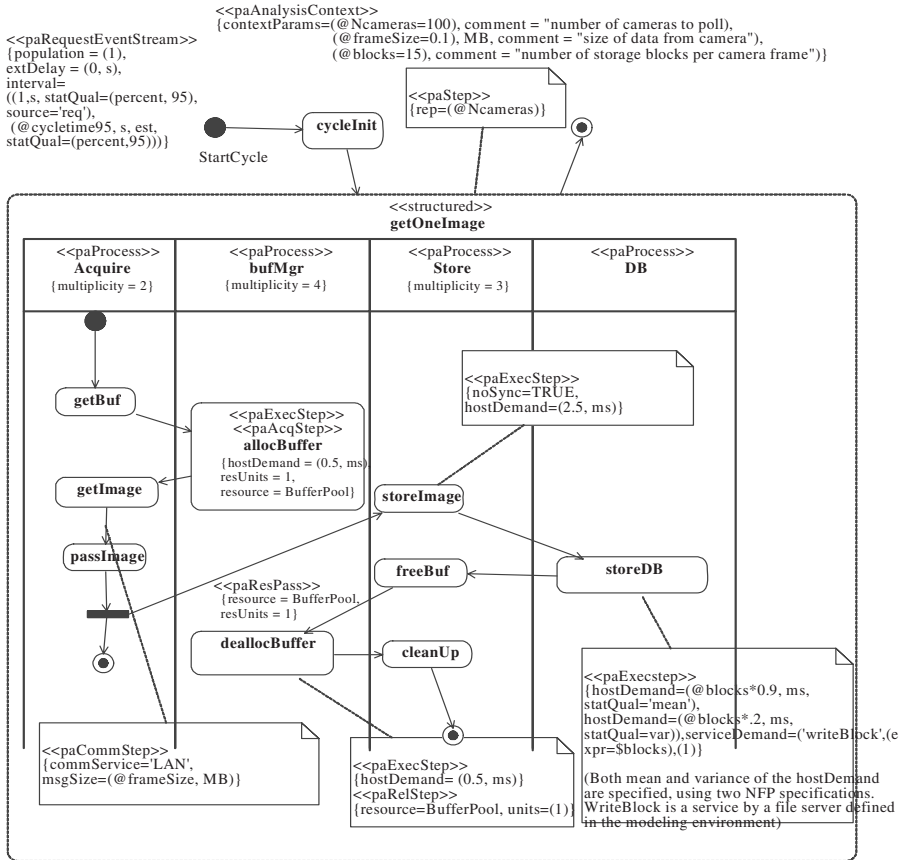 <<paAnalysisContext>>
{contextParams=(@Ncameras=100), comment = "number of cameras to poll),
(@frameSize=0.1), MB, comment = "size of data from camera"),
(@blocks=15), comment = "number of storage blocks per camera frame")}
<<paRequestEventStream>>
{population = (1),
extDelay = (0, s),
interval=
((1,s, statQual=(percent, 95),
source='req'),
(@cycletime95, s, est,
statQual=(percent,95)))}
StartCycle
cycleInit
<<paStep>>
{rep=(@Ncameras)}
<<structured>>
getOneImage
<<paProcess>>
Acquire
{multiplicity = 2}
<<paProcess>>
bufMgr
{multiplicity = 4}
<<paProcess>>
Store
{multiplicity = 3}
<<paProcess>>
DB
<<paExecStep>>
{noSync=TRUE,
hostDemand=(2.5, ms)}
getBuf
<<paExecStep>>
<<paAcqStep>>
allocBuffer
{hostDemand = (0.5, ms),
resUnits = 1,
resource = BufferPool}
getImage
storeImage
passImage
freeBuf
storeDB
<<paResPass>>
{resource = BufferPool,
resUnits = 1}
deallocBuffer
cleanUp
<<paCommStep>>
{commService='LAN',
msgSize=(@frameSize, MB)}
<<paExecStep>>
{hostDemand= (0.5, ms)}
<<paRelStep>>
{resource=BufferPool, units=(1)}
<<paExecstep>>
{hostDemand=(@blocks*0.9, ms,
statQual='mean'),
hostDemand=(@blocks*.2, ms,
statQual=var)),serviceDemand=('writeBlock',(e
xpr=$blocks),(1)}
(Both mean and variance of the hostDemand
are specified, using two NFP specifications.
WriteBlock is a service by a file server defined
in the modeling environment)